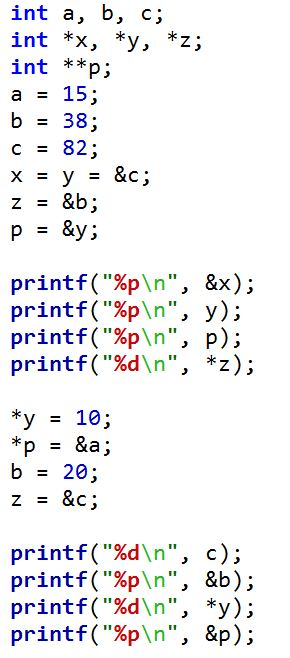 int a, b, c;
int *x, *y, *z;
int **p;
a = 15;
b = 38;
c = 82;
x = y = &c;
z = &b;
p = &y;
printf("%p\n", &x);
printf("%p\n", y);
printf("%p\n", p);
printf("%d\n", *z);
*y = 10;
*p = &a;
b = 20;
z = &c;
printf("%d\n", c);
printf("%p\n", &b);
printf("%d\n", *y);
printf("%p\n", &p);